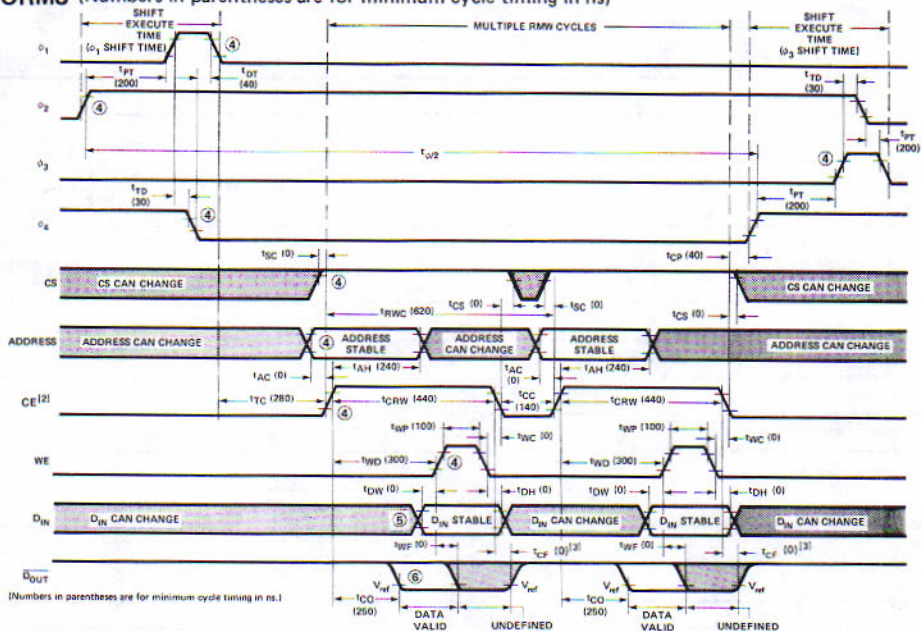 (Numbers in parentheses are for minimum cycle timing in ns)
SHIFT EXECUTE TIME (ϕ1 SHIFT TIME)
MULTIPLE RMW CYCLES
SHIFT EXECUTE TIME (ϕ3 SHIFT TIME)
ϕ1
④
tPT (200)
tDT (40)
tTD (30)
ϕ2
④
tPT (200)
tϕ/2
ϕ3
④
tTD (30)
tPT (200)
ϕ4
④
tSC (0)
tCP (40)
CS
CS CAN CHANGE
④
CS CAN CHANGE
tRWC (620)
tCS (0)
tSC (0)
tCS (0)
ADDRESS
ADDRESS CAN CHANGE
④
ADDRESS STABLE
ADDRESS CAN CHANGE
ADDRESS STABLE
ADDRESS CAN CHANGE
tAC (0)
tAH (240)
tAC (0)
tAH (240)
CE[2]
tTC (280)
④
tCRW (440)
tCC (140)
tCRW (440)
tWP (100)
tWC (0)
tWP (100)
tWC (0)
WE
tWD (300)
④
tWD (300)
tDW (0)
tDH (0)
tDW (0)
tDH (0)
DIN
DIN CAN CHANGE
⑤
DIN STABLE
DIN CAN CHANGE
DIN STABLE
DIN CAN CHANGE
tWF (0)
tCF (0)[3]
tWF (0)
tCF (0)[3]
DOUT
Vref
⑥
Vref
Vref
Vref
(Numbers in parentheses are for minimum cycle timing in ns.)
tCO (250)
DATA VALID
UNDEFINED
tCO (250)
DATA VALID
UNDEFINED